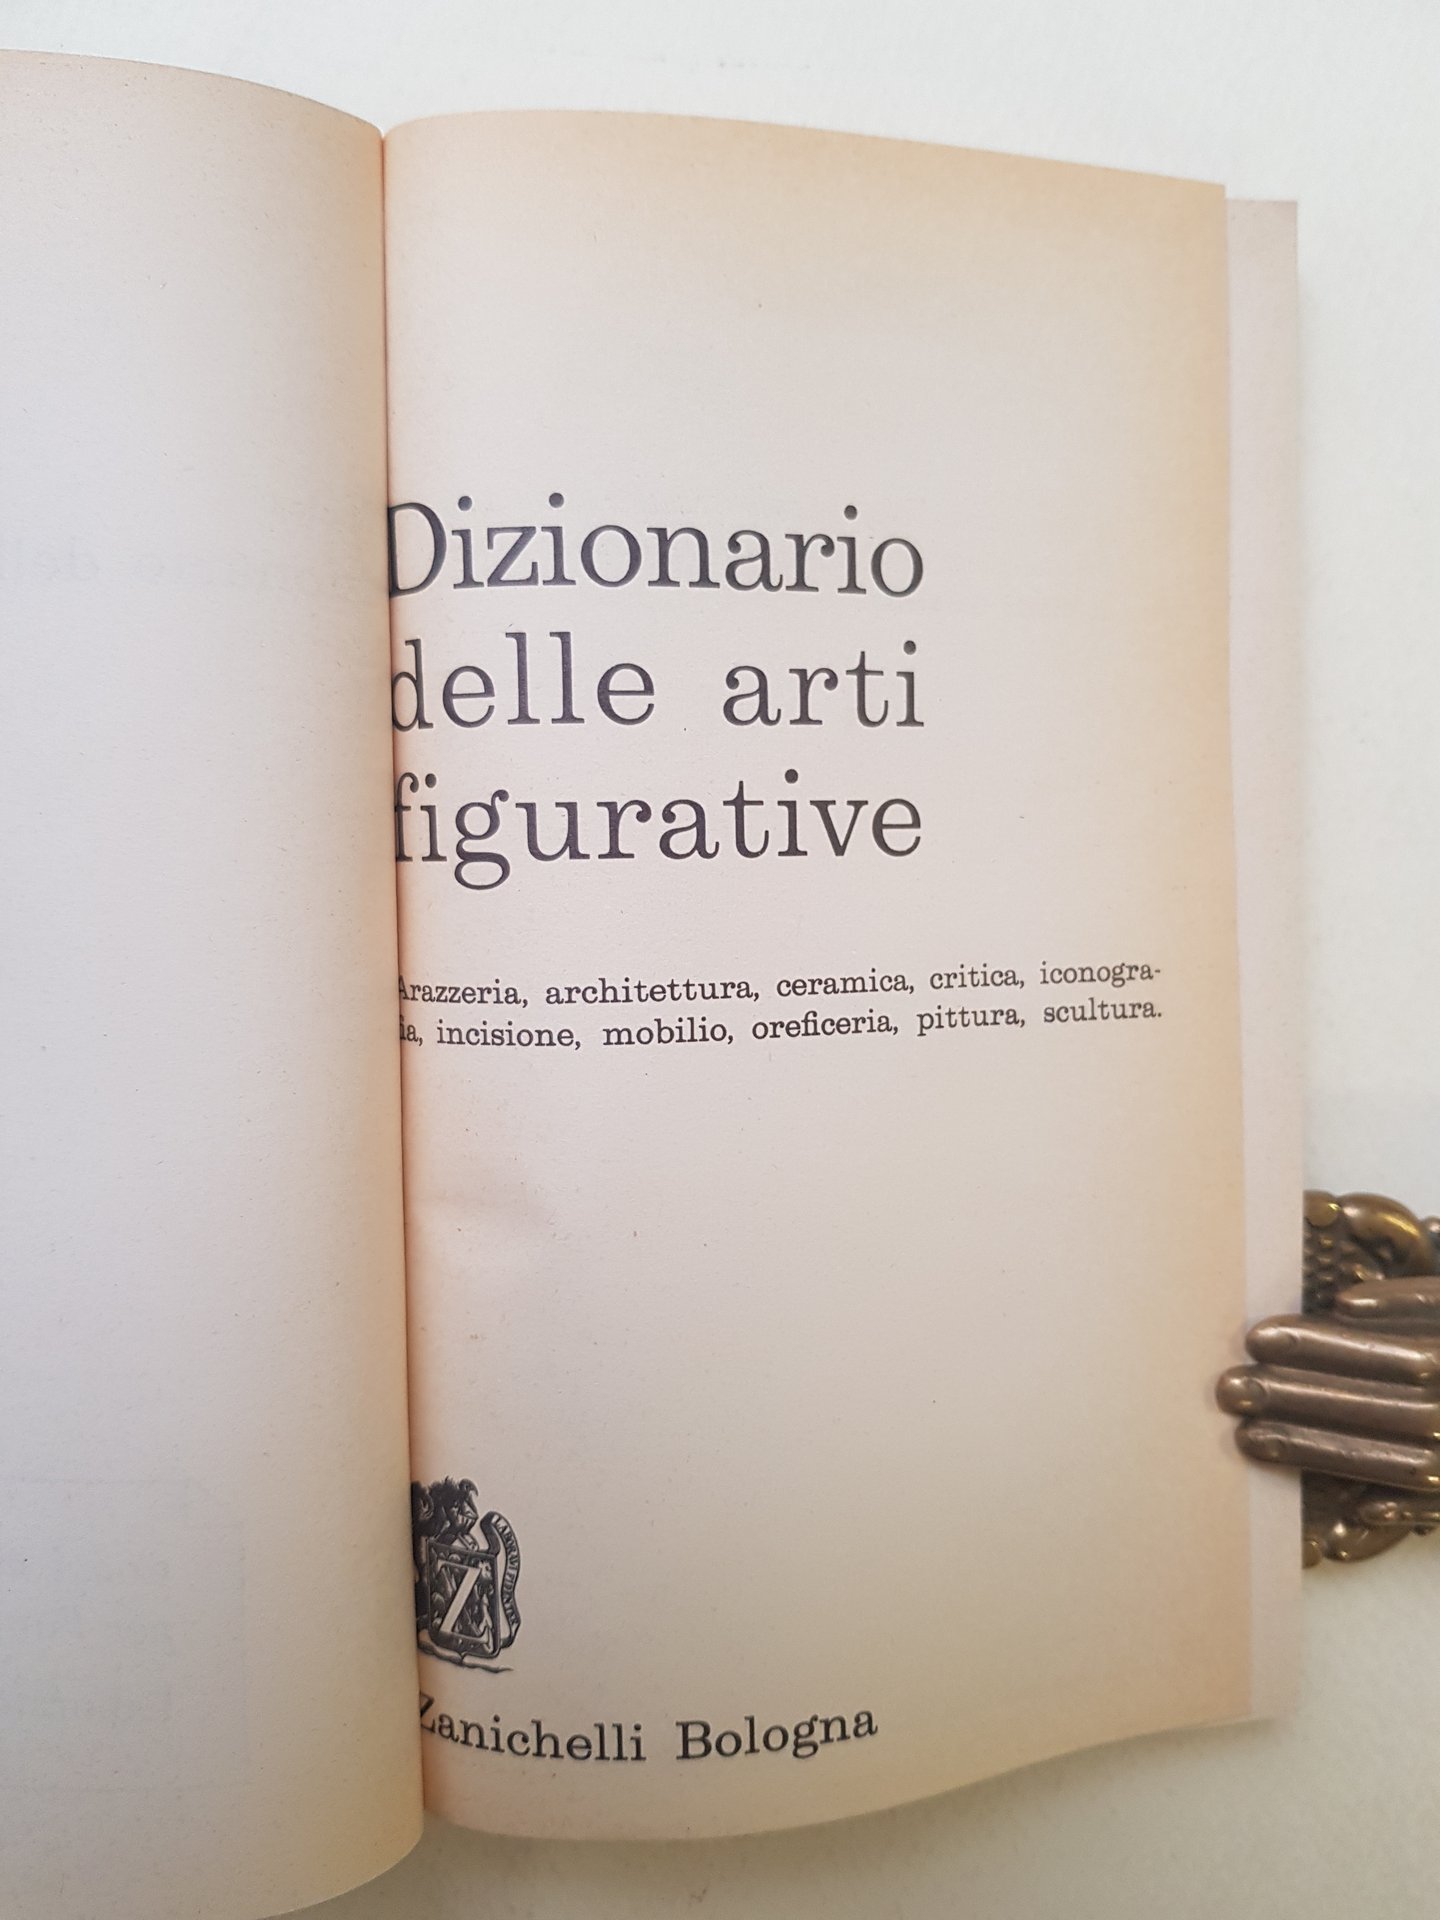 Dizionario
delle arti
figurative
Arazzeria, architettura, ceramica, critica, iconogra-
fia, incisione, mobilio, oreficeria, pittura, scultura.
Z
Zanichelli Bologna